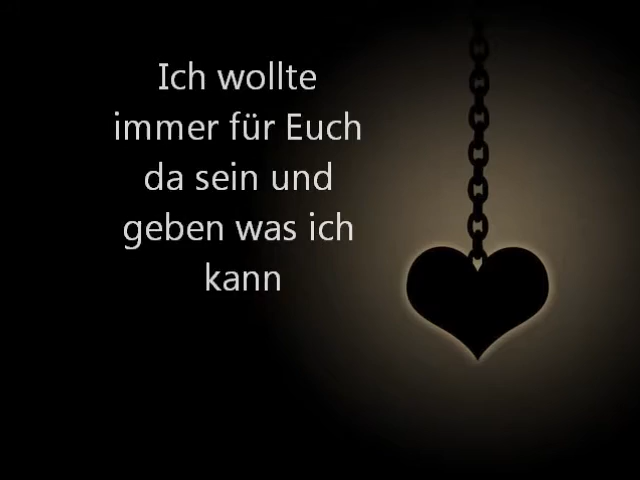 Ich wollte
immer für Euch
da sein und
geben was ich
kann